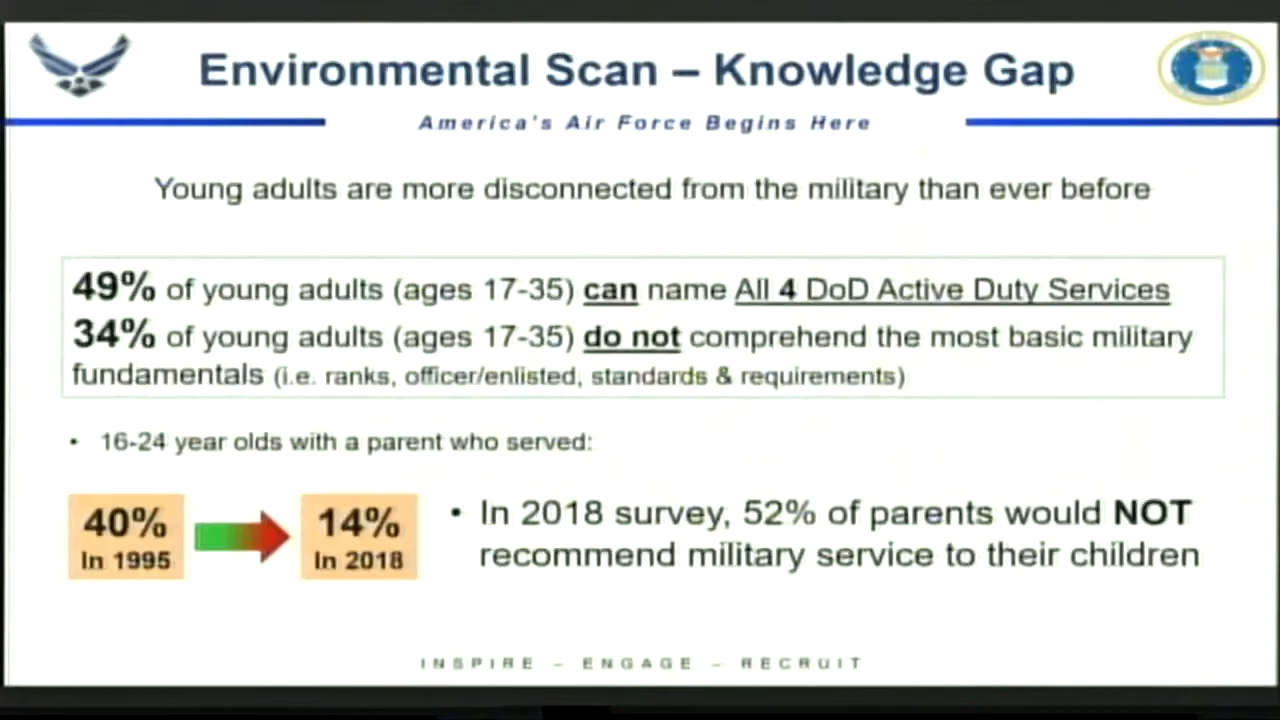 Environmental Scan – Knowledge Gap
America's Air Force Begins Here
Young adults are more disconnected from the military than ever before
49% of young adults (ages 17-35) can name All 4 DoD Active Duty Services
34% of young adults (ages 17-35) do not comprehend the most basic military
fundamentals (i.e. ranks, officer/enlisted, standards & requirements)
• 16-24 year olds with a parent who served:
40%
In 1995
14%
In 2018
• In 2018 survey, 52% of parents would NOT
recommend military service to their children
INSPIRE – ENGAGE – RECRUIT